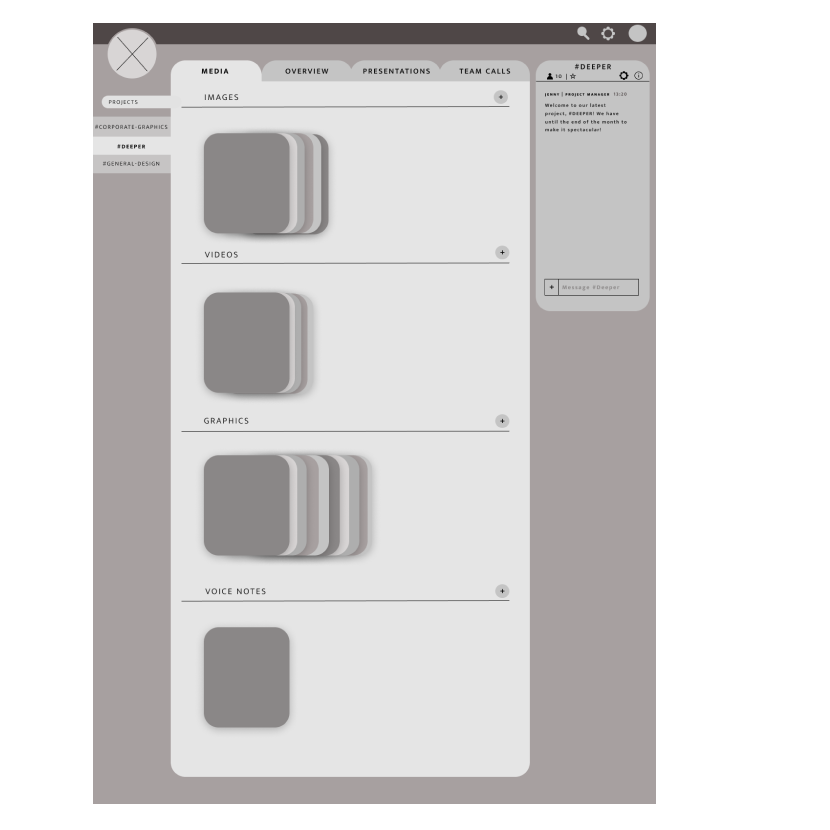 PROJECTS
#CORPORATE-GRAPHICS
#DEEPER
#GENERAL-DESIGN
MEDIA
OVERVIEW
PRESENTATIONS
TEAM CALLS
IMAGES
+
VIDEOS
+
GRAPHICS
+
VOICE NOTES
+
#DEEPER
10 |
JENNY | PROJECT MANAGER 13:20
Welcome to our latest
project, #DEEPER! We have
until the end of the month to
make it spectacular!
+ Message #Deeper